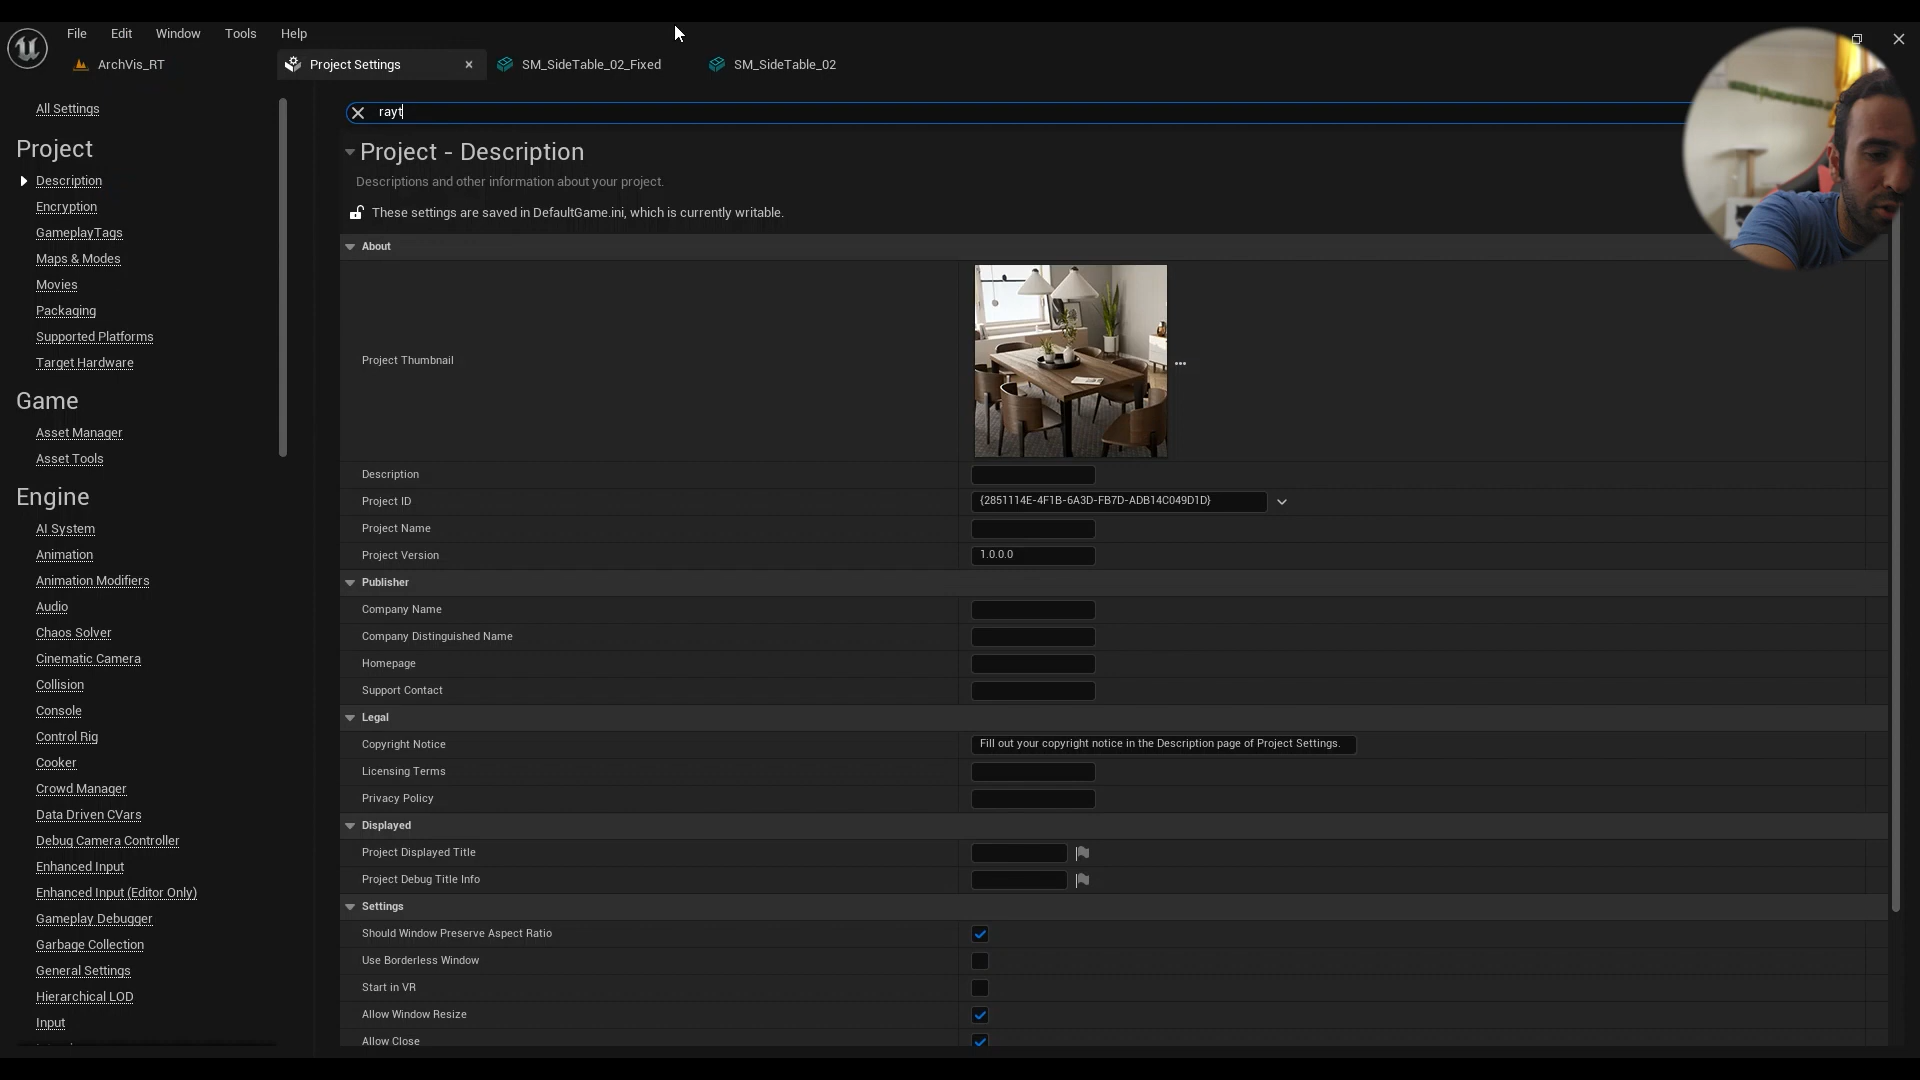 File Edit Window Tools Help
ArchVis_RT
Project Settings
SM_SideTable_02_Fixed
SM_SideTable_02
All Settings
Project
Description
Encryption
GameplayTags
Maps & Modes
Movies
Packaging
Supported Platforms
Target Hardware
Game
Asset Manager
Asset Tools
Engine
AI System
Animation
Animation Modifiers
Audio
Chaos Solver
Cinematic Camera
Collision
Console
Control Rig
Cooker
Crowd Manager
Data Driven CVars
Debug Camera Controller
Enhanced Input
Enhanced Input (Editor Only)
Gameplay Debugger
Garbage Collection
General Settings
Hierarchical LOD
Input
rayt
Project - Description
Descriptions and other information about your project.
These settings are saved in DefaultGame.ini, which is currently writable.
About
Project Thumbnail
Description
Project ID {2851114E-4F1B-6A3D-FB7D-ADB14C049D1D}
Project Name
Project Version 1.0.0.0
Publisher
Company Name
Company Distinguished Name
Homepage
Support Contact
Legal
Copyright Notice Fill out your copyright notice in the Description page of Project Settings.
Licensing Terms
Privacy Policy
Displayed
Project Displayed Title
Project Debug Title Info
Settings
Should Window Preserve Aspect Ratio
Use Borderless Window
Start in VR
Allow Window Resize
Allow Close